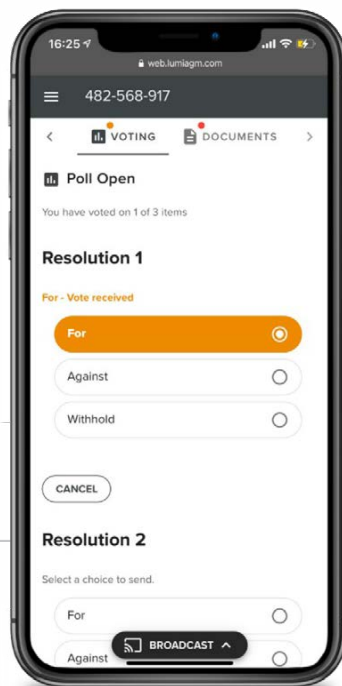 16:25
web.lumiagm.com
482-568-917
VOTING
DOCUMENTS
Poll Open
You have voted on 1 of 3 items
Resolution 1
For - Vote received
For
Against
Withhold
CANCEL
Resolution 2
Select a choice to send.
For
BROADCAST
Against